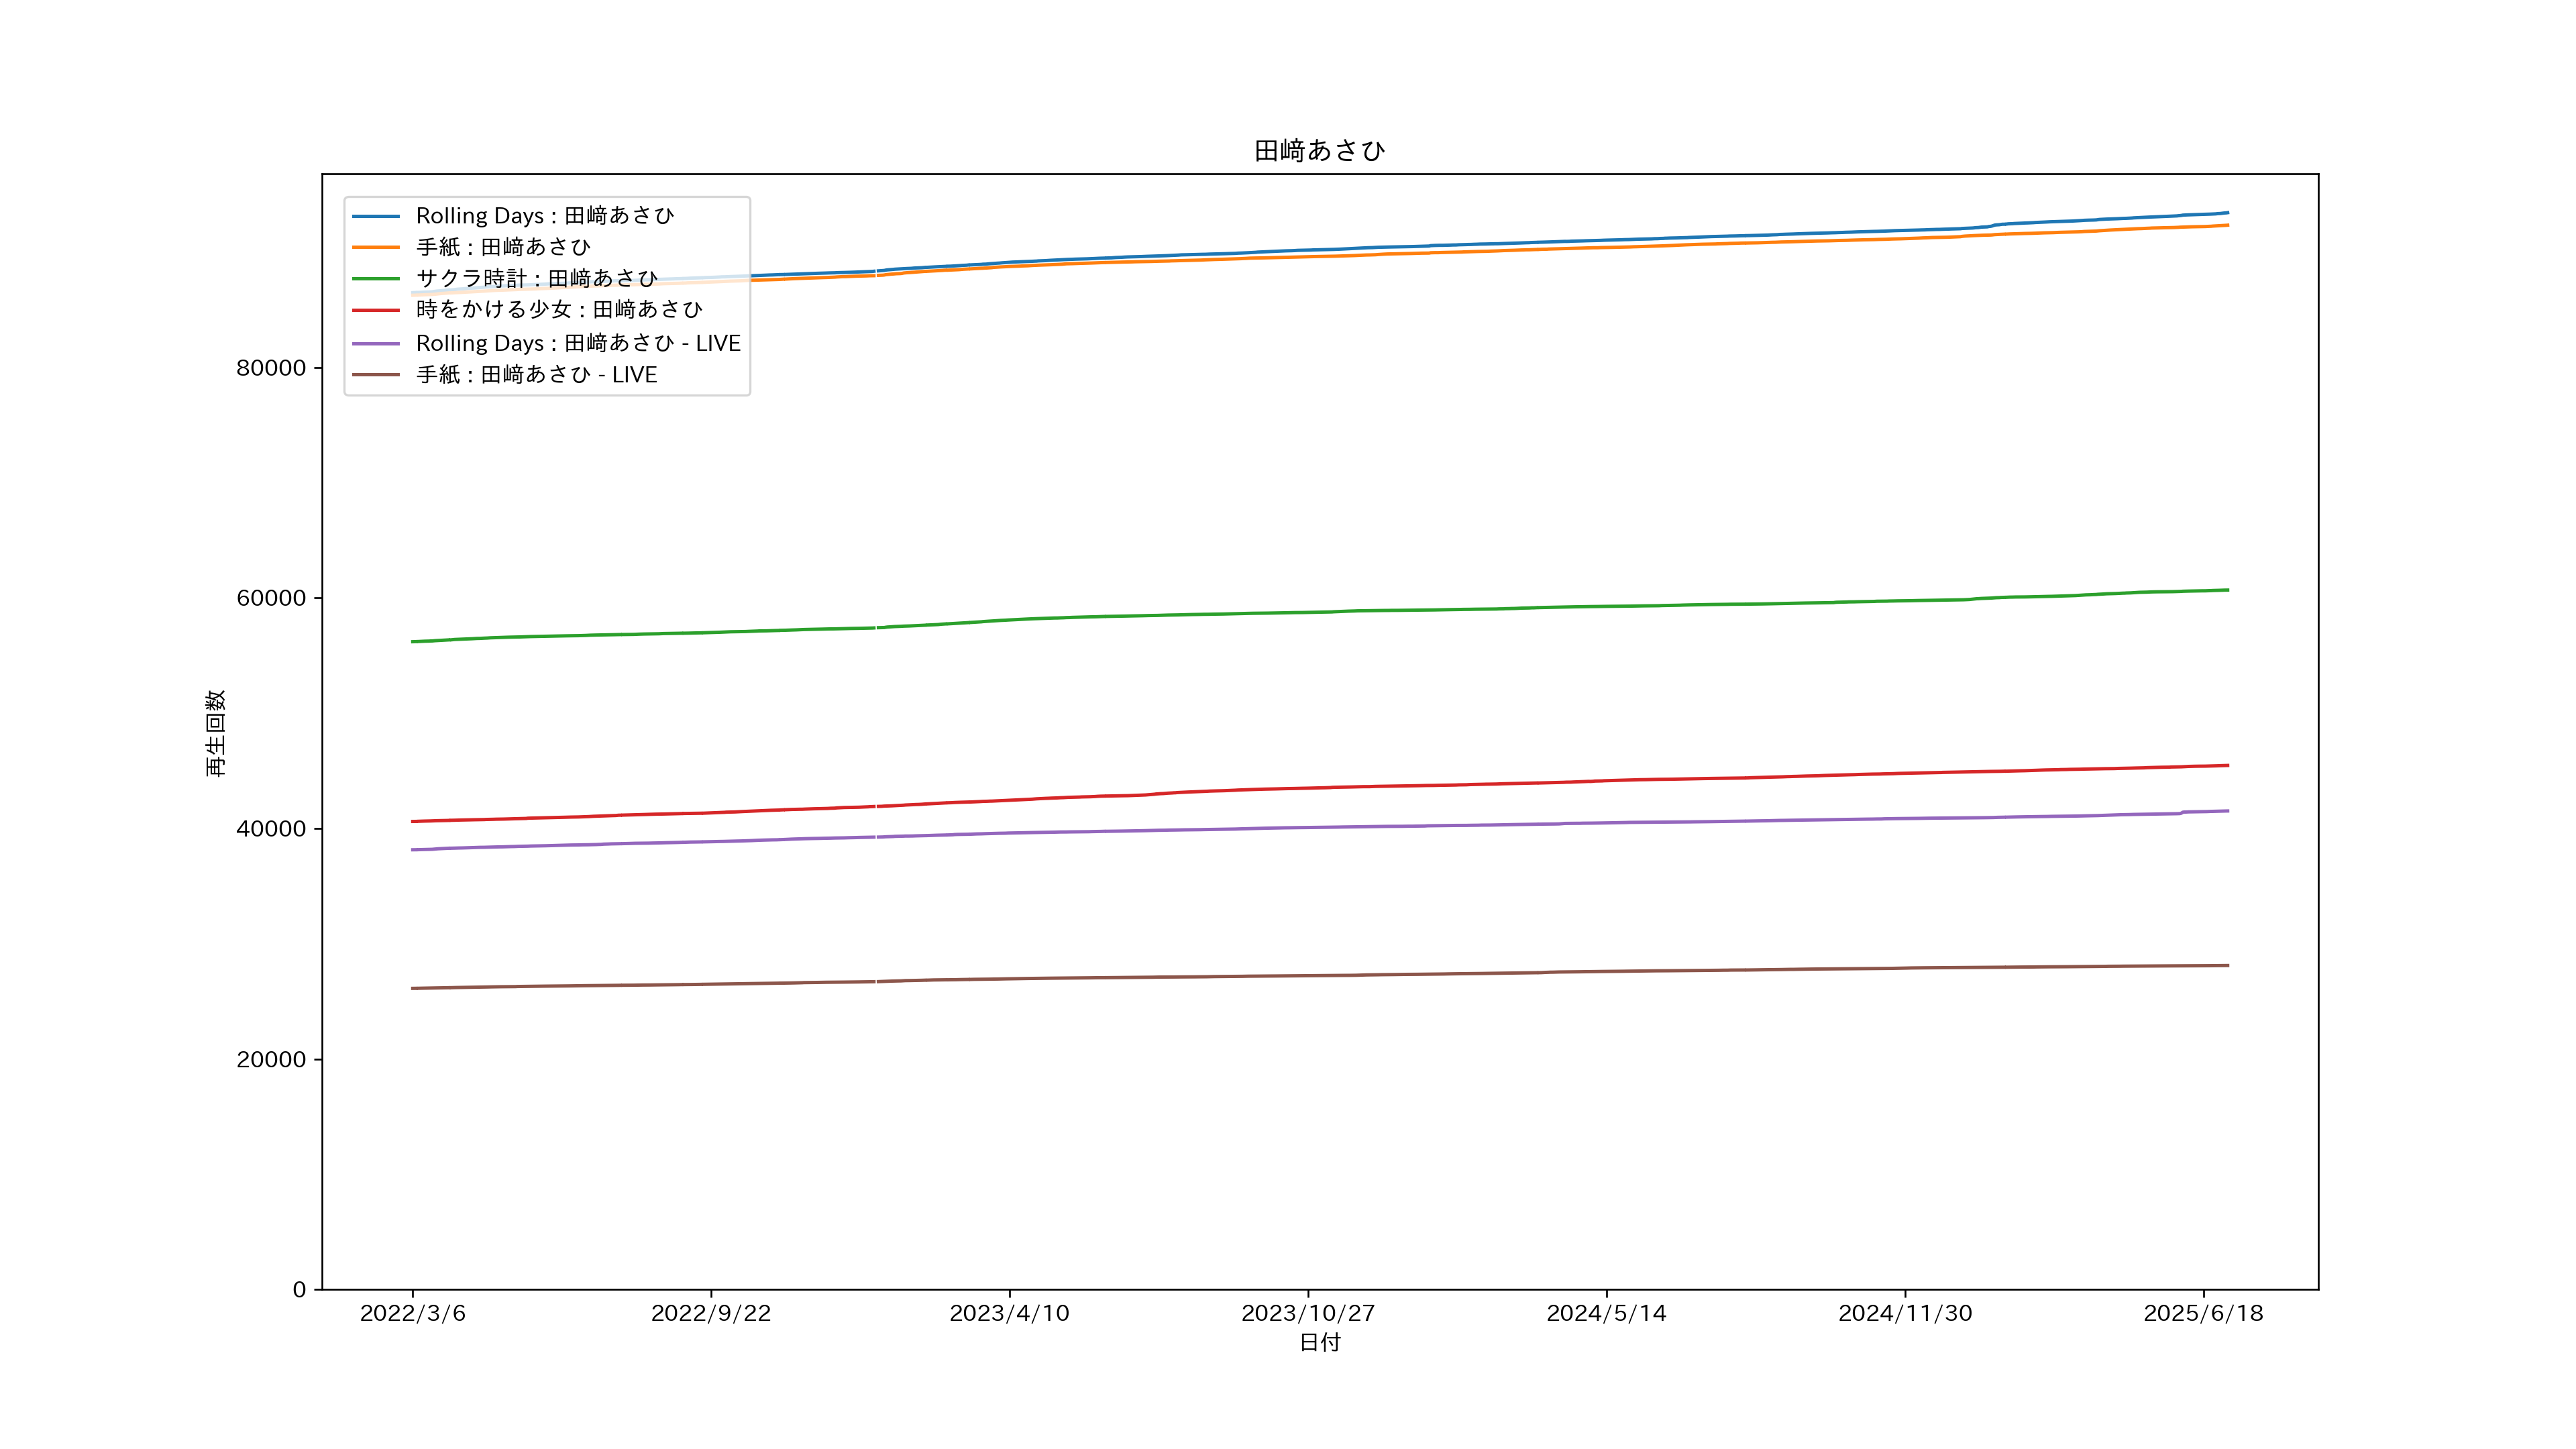 田﨑あさひ
Rolling Days : 田﨑あさひ
手紙 : 田﨑あさひ
サクラ時計 : 田﨑あさひ
時をかける少女 : 田﨑あさひ
Rolling Days : 田﨑あさひ - LIVE
手紙 : 田﨑あさひ - LIVE
80000
60000
40000
20000
0
再生回数
2022/3/6 2022/9/22 2023/4/10 2023/10/27 2024/5/14 2024/11/30 2025/6/18
日付